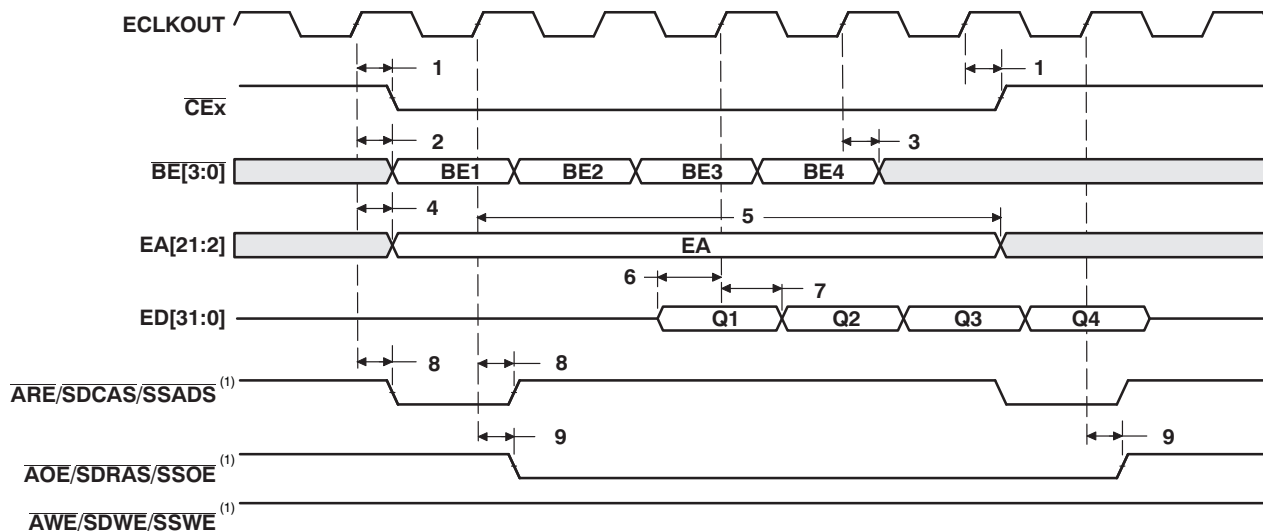 ECLKOUT
1 1
CEx
2 3
BE[3:0] BE1 BE2 BE3 BE4
4 5
EA[21:2] EA
6 7
ED[31:0] Q1 Q2 Q3 Q4
8 8
ARE/SDCAS/SSADS (1)
9 9
AOE/SDRAS/SSOE (1)
AWE/SDWE/SSWE (1)